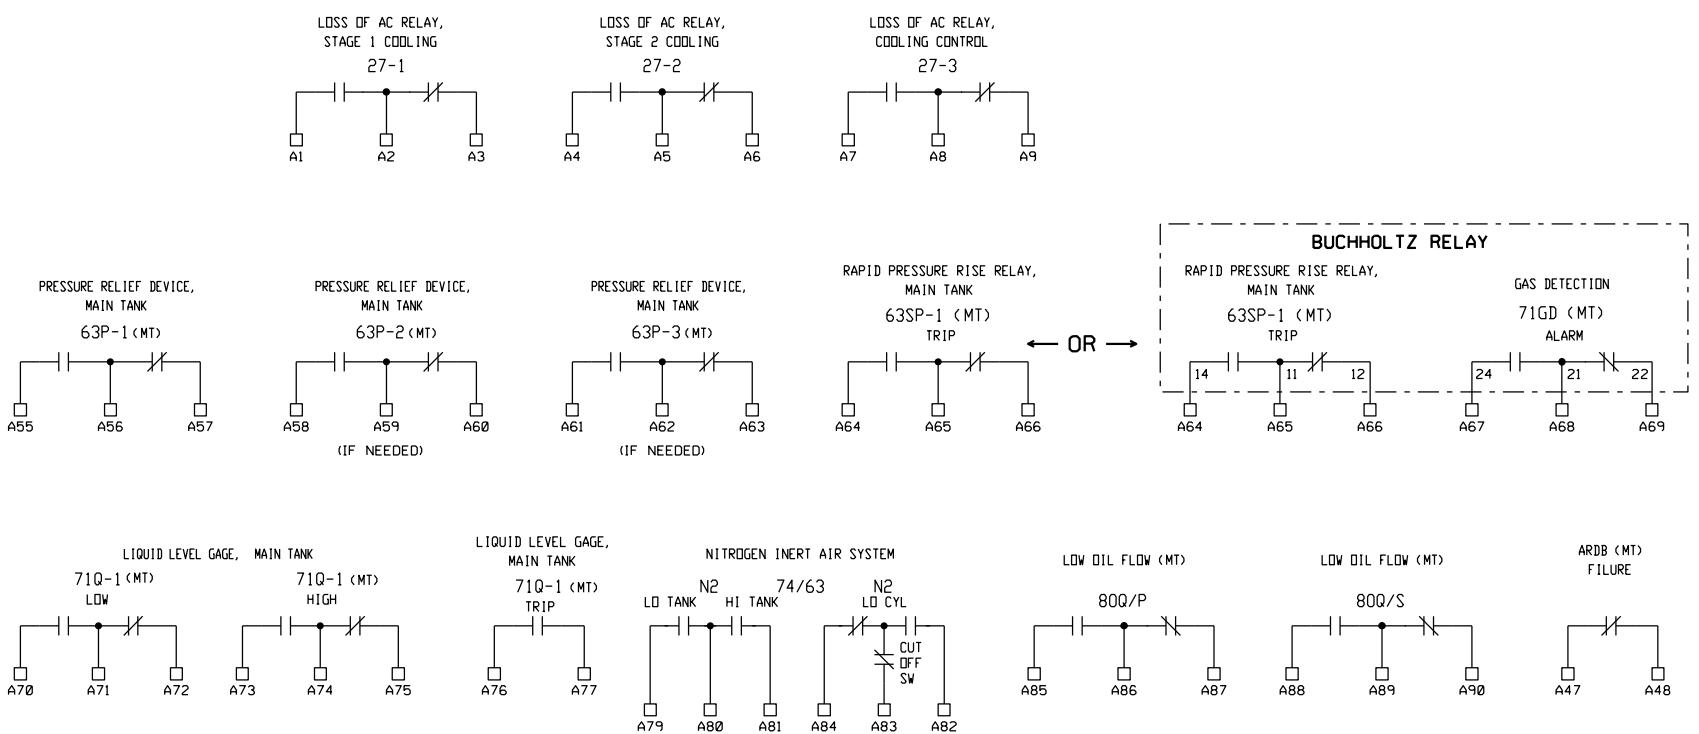 LOSS OF AC RELAY,
STAGE 1 COOLING
27-1
A1 A2 A3
LOSS OF AC RELAY,
STAGE 2 COOLING
27-2
A4 A5 A6
LOSS OF AC RELAY,
COOLING CONTROL
27-3
A7 A8 A9
PRESSURE RELIEF DEVICE,
MAIN TANK
63P-1 (MT)
A55 A56 A57
PRESSURE RELIEF DEVICE,
MAIN TANK
63P-2 (MT)
A58 A59 A60
(IF NEEDED)
PRESSURE RELIEF DEVICE,
MAIN TANK
63P-3 (MT)
A61 A62 A63
(IF NEEDED)
RAPID PRESSURE RISE RELAY,
MAIN TANK
63SP-1 (MT)
TRIP
A64 A65 A66
OR
BUCHHOLTZ RELAY
RAPID PRESSURE RISE RELAY,
MAIN TANK
63SP-1 (MT)
TRIP
14 11 12
A64 A65 A66
GAS DETECTION
71GD (MT)
ALARM
24 21 22
A67 A68 A69
LIQUID LEVEL GAGE, MAIN TANK
71Q-1 (MT)
LOW
A70 A71 A72
71Q-1 (MT)
HIGH
A73 A74 A75
LIQUID LEVEL GAGE,
MAIN TANK
71Q-1 (MT)
TRIP
A76 A77
NITROGEN INERT AIR SYSTEM
N2 74/63 N2
LO TANK HI TANK LO CYL
CUT
OFF
SW
A79 A80 A81 A84 A83 A82
LOW OIL FLOW (MT)
80Q/P
A85 A86 A87
LOW OIL FLOW (MT)
80Q/S
A88 A89 A90
ARDB (MT)
FILURE
A47 A48